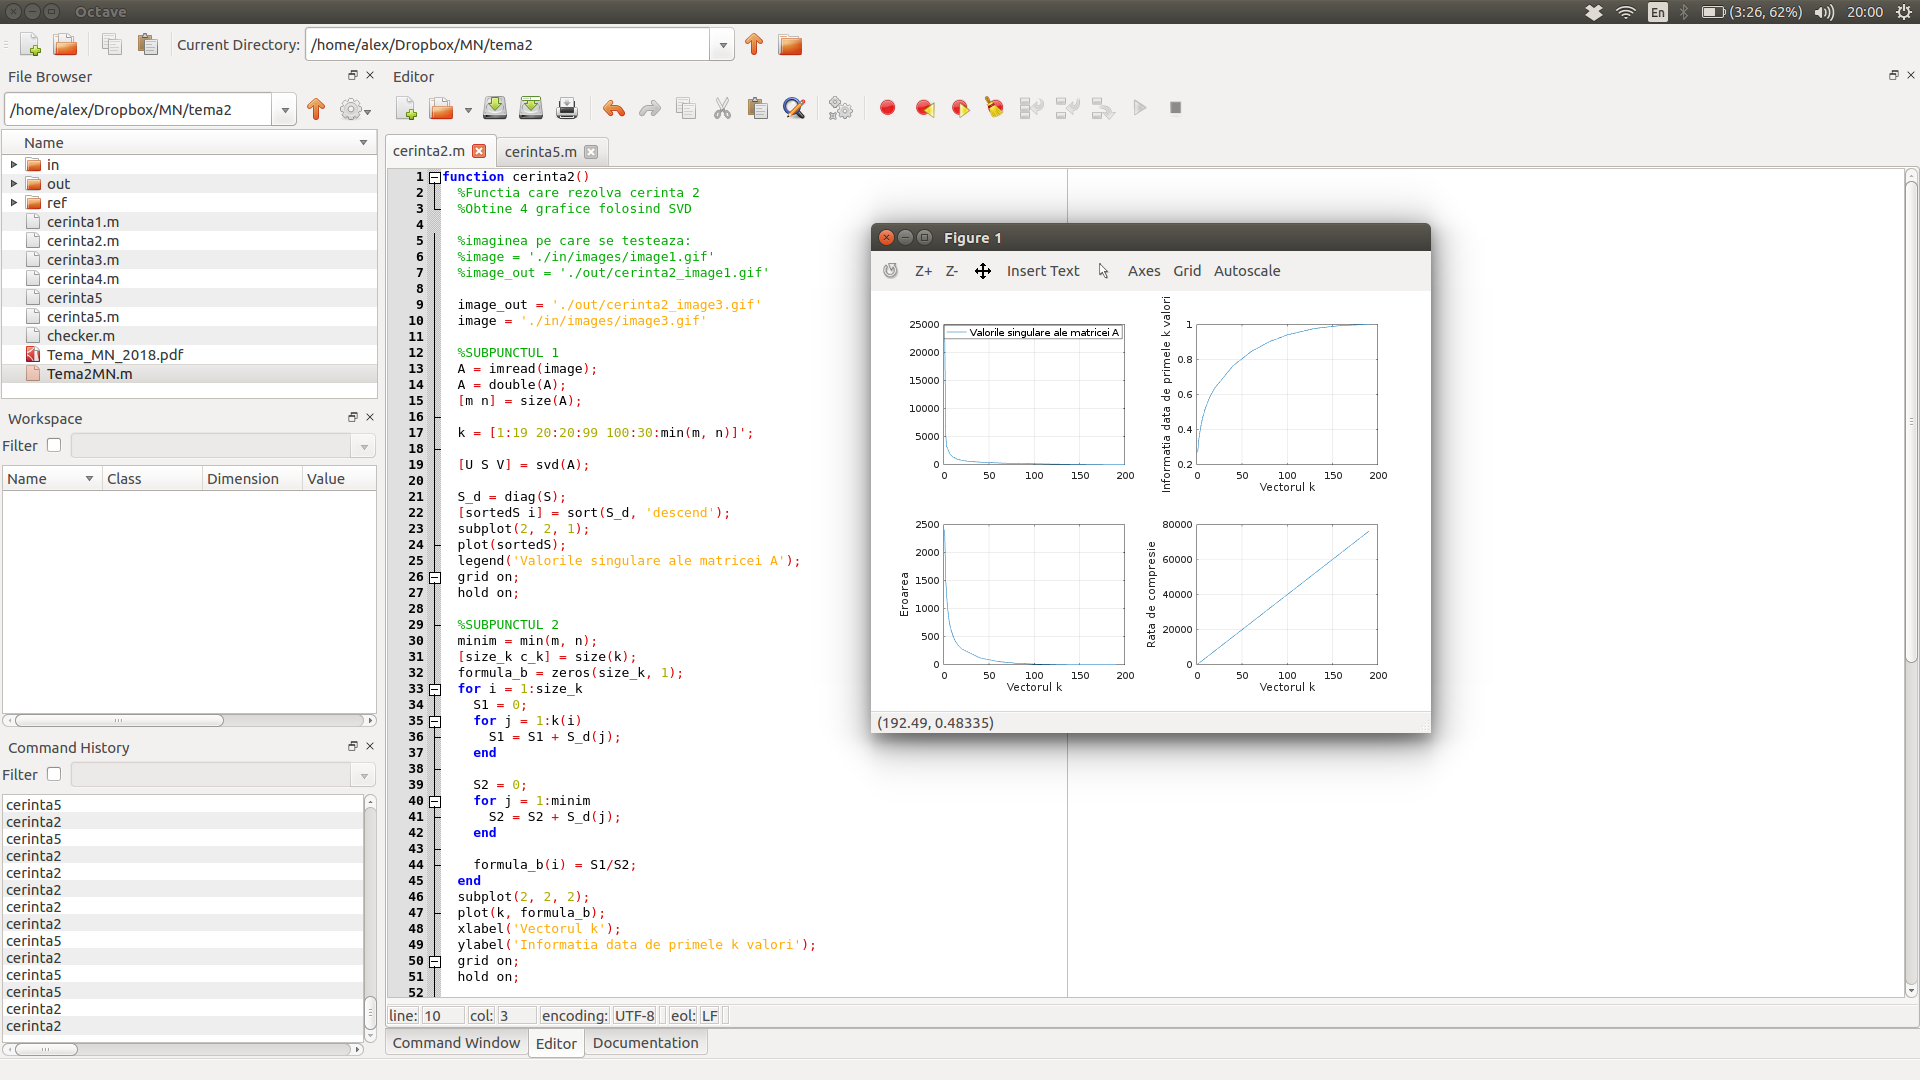 Octave
En (3:26, 62%) 20:00
Current Directory: /home/alex/Dropbox/MN/tema2
File Browser
/home/alex/Dropbox/MN/tema2
Name
in
out
ref
cerinta1.m
cerinta2.m
cerinta3.m
cerinta4.m
cerinta5
cerinta5.m
checker.m
Tema_MN_2018.pdf
Tema2MN.m
Workspace
Filter
Name Class Dimension Value
Command History
Filter
cerinta5
cerinta2
cerinta5
cerinta2
cerinta2
cerinta2
cerinta2
cerinta2
cerinta5
cerinta2
cerinta5
cerinta5
cerinta2
cerinta2
Editor
cerinta2.m cerinta5.m
1 function cerinta2()
2 %Functia care rezolva cerinta 2
3 %Obtine 4 grafice folosind SVD
4
5 %imaginea pe care se testeaza:
6 %image = './in/images/image1.gif'
7 %image_out = './out/cerinta2_image1.gif'
8
9 image_out = './out/cerinta2_image3.gif'
10 image = './in/images/image3.gif'
11
12 %SUBPUNCTUL 1
13 A = imread(image);
14 A = double(A);
15 [m n] = size(A);
16
17 k = [1:19 20:20:99 100:30:min(m, n)]';
18
19 [U S V] = svd(A);
20
21 S_d = diag(S);
22 [sortedS i] = sort(S_d, 'descend');
23 subplot(2, 2, 1);
24 plot(sortedS);
25 legend('Valorile singulare ale matricei A');
26 grid on;
27 hold on;
28
29 %SUBPUNCTUL 2
30 minim = min(m, n);
31 [size_k c_k] = size(k);
32 formula_b = zeros(size_k, 1);
33 for i = 1:size_k
34 S1 = 0;
35 for j = 1:k(i)
36 S1 = S1 + S_d(j);
37 end
38
39 S2 = 0;
40 for j = 1:minim
41 S2 = S2 + S_d(j);
42 end
43
44 formula_b(i) = S1/S2;
45 end
46 subplot(2, 2, 2);
47 plot(k, formula_b);
48 xlabel('Vectorul k');
49 ylabel('Informatia data de primele k valori');
50 grid on;
51 hold on;
52
line: 10 col: 3 encoding: UTF-8 eol: LF
Command Window Editor Documentation
Figure 1
Z+ Z- Insert Text Axes Grid Autoscale
25000
20000
15000
10000
5000
0
0 50 100 150 200
Valorile singulare ale matricei A
Informatia data de primele k valori
1
0.8
0.6
0.4
0.2
0 50 100 150 200
Vectorul k
Eroarea
2500
2000
1500
1000
500
0
0 50 100 150 200
Vectorul k
Rata de compresie
80000
60000
40000
20000
0
0 50 100 150 200
Vectorul k
(192.49, 0.48335)